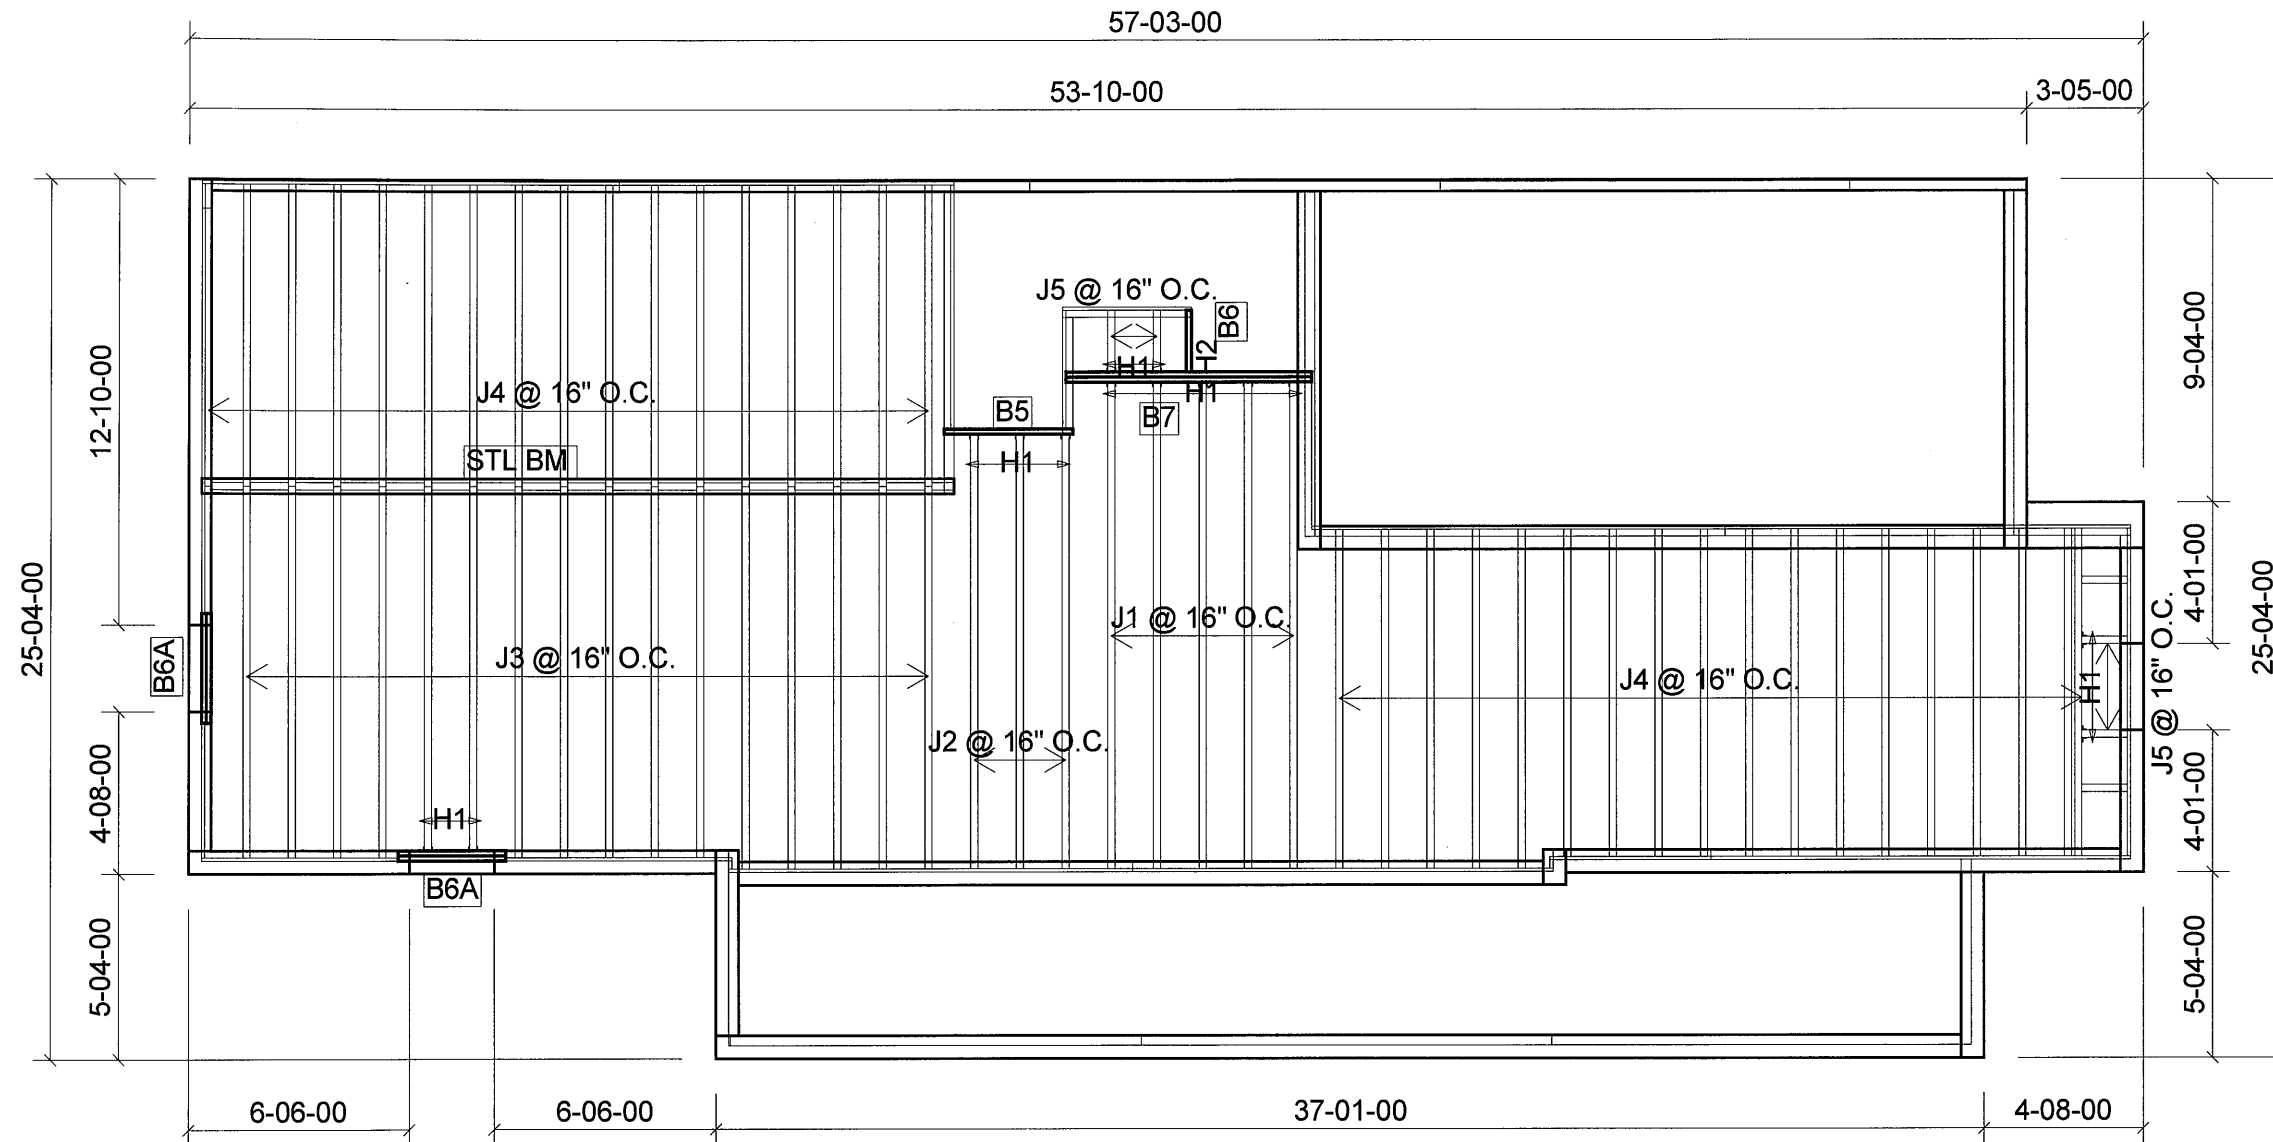 57-03-00
53-10-00
3-05-00
J5 @ 16" O.C.
B6
H2
H1
12-10-00
9-04-00
J4 @ 16" O.C.
H1
B7
B5
STL BM
H1
25-04-00
4-01-00
25-04-00
J1 @ 16" O.C.
B6A
J3 @ 16" O.C.
J4 @ 16" O.C.
H1
J5 @ 16" O.C.
J2 @ 16" O.C.
4-08-00
4-01-00
H1
B6A
5-04-00
5-04-00
6-06-00
6-06-00
37-01-00
4-08-00